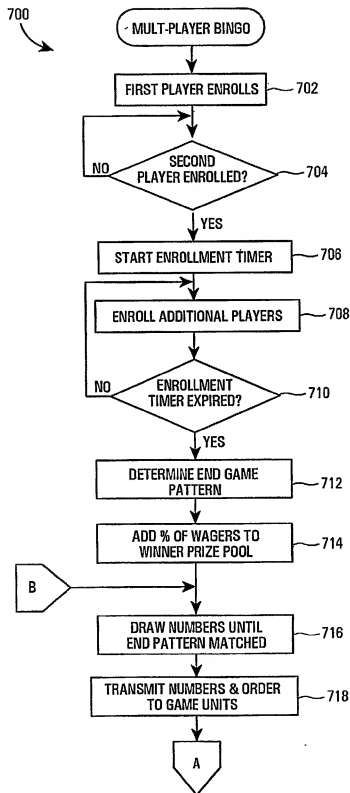 700
MULT-PLAYER BINGO
FIRST PLAYER ENROLLS
702
SECOND
PLAYER ENROLLED?
704
NO
YES
START ENROLLMENT TIMER
706
ENROLL ADDITIONAL PLAYERS
708
ENROLLMENT
TIMER EXPIRED?
710
NO
YES
DETERMINE END GAME
PATTERN
712
ADD % OF WAGERS TO
WINNER PRIZE POOL
714
B
DRAW NUMBERS UNTIL
END PATTERN MATCHED
716
TRANSMIT NUMBERS & ORDER
TO GAME UNITS
718
A